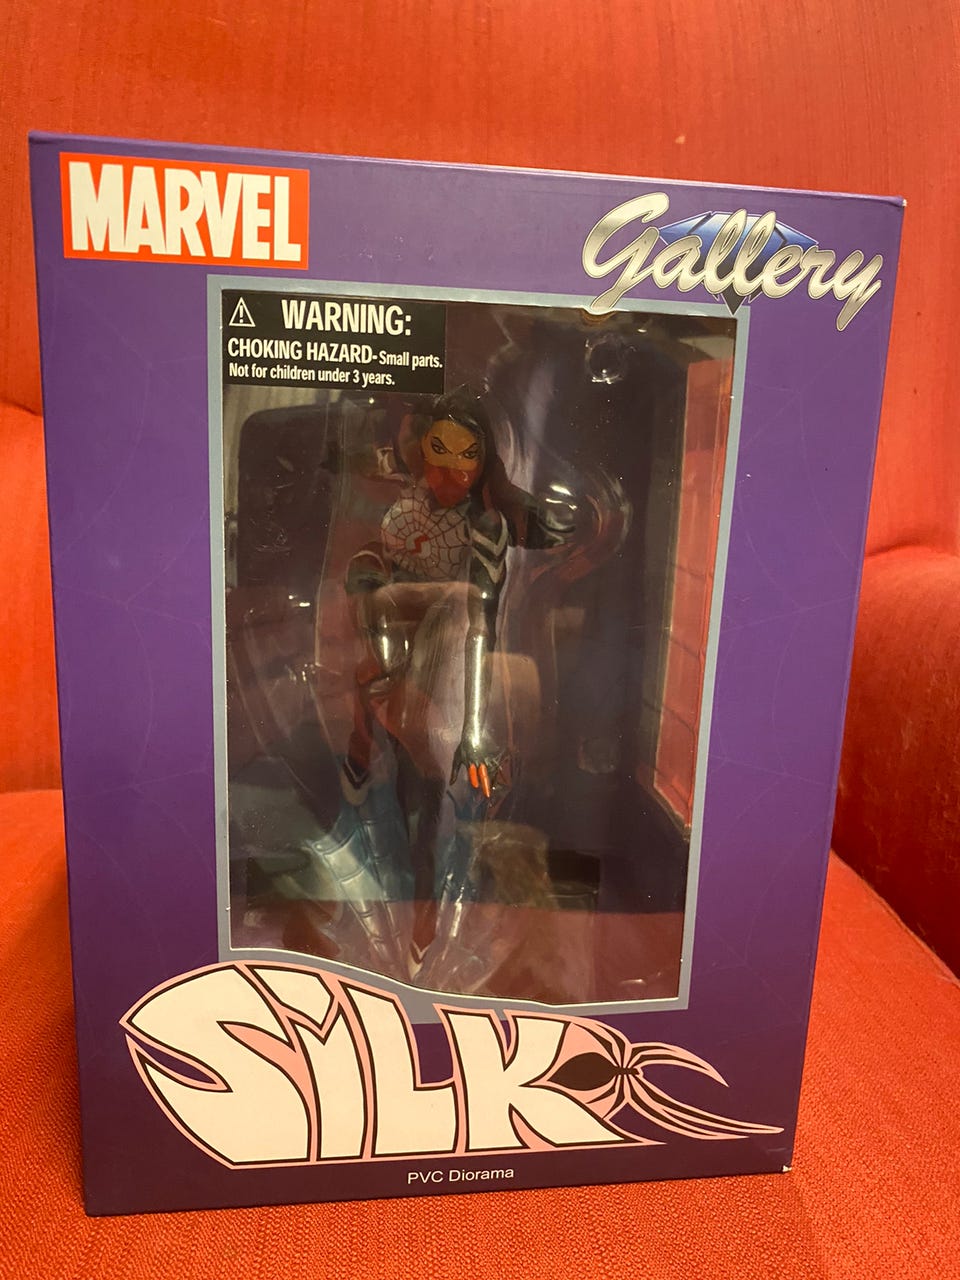 MARVEL
Gallery
WARNING:
CHOKING HAZARD-Small parts.
Not for children under 3 years.
SILK
PVC Diorama